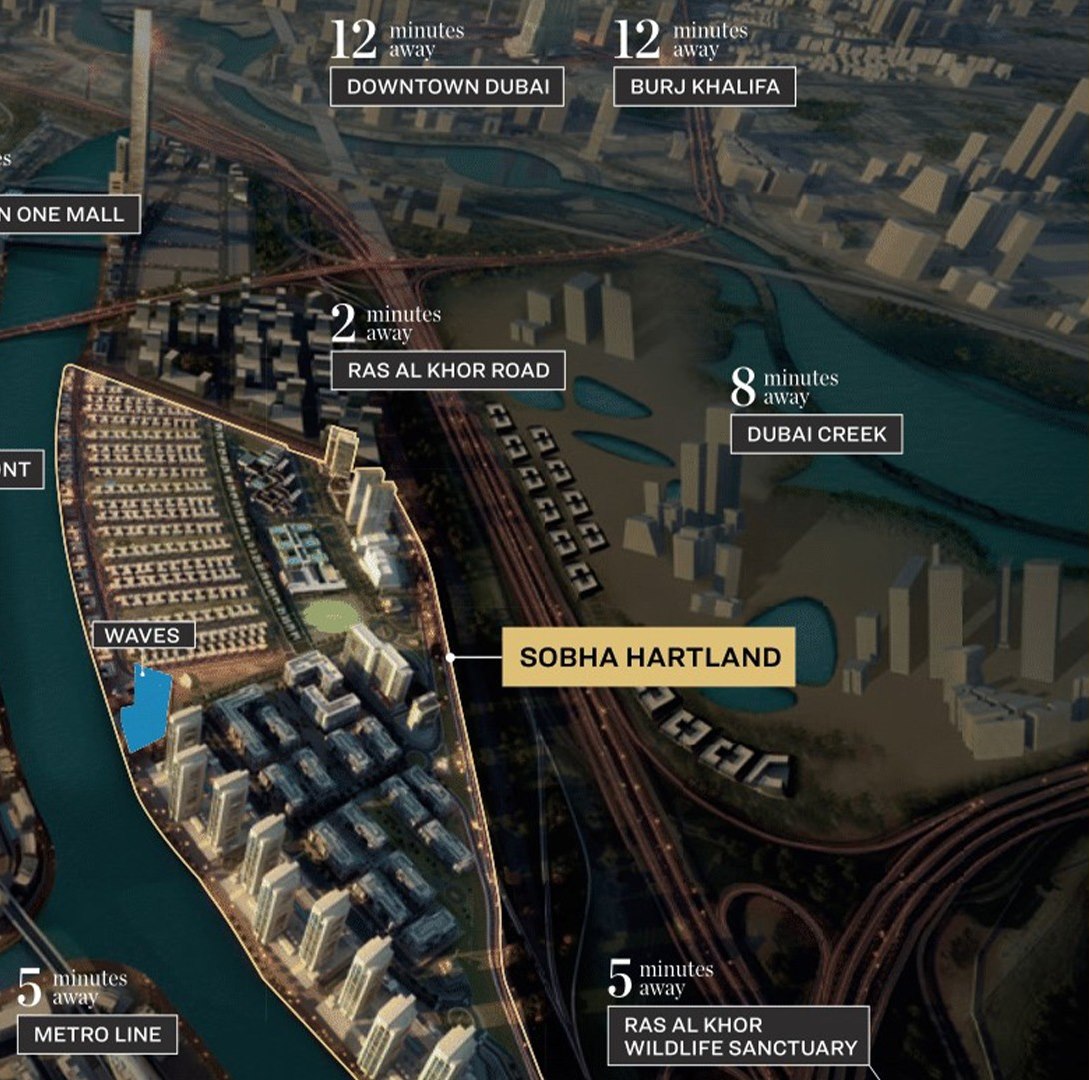 12 minutes away
DOWNTOWN DUBAI
12 minutes away
BURJ KHALIFA
N ONE MALL
2 minutes away
RAS AL KHOR ROAD
8 minutes away
DUBAI CREEK
WAVES
SOBHA HARTLAND
5 minutes away
METRO LINE
5 minutes away
RAS AL KHOR
WILDLIFE SANCTUARY